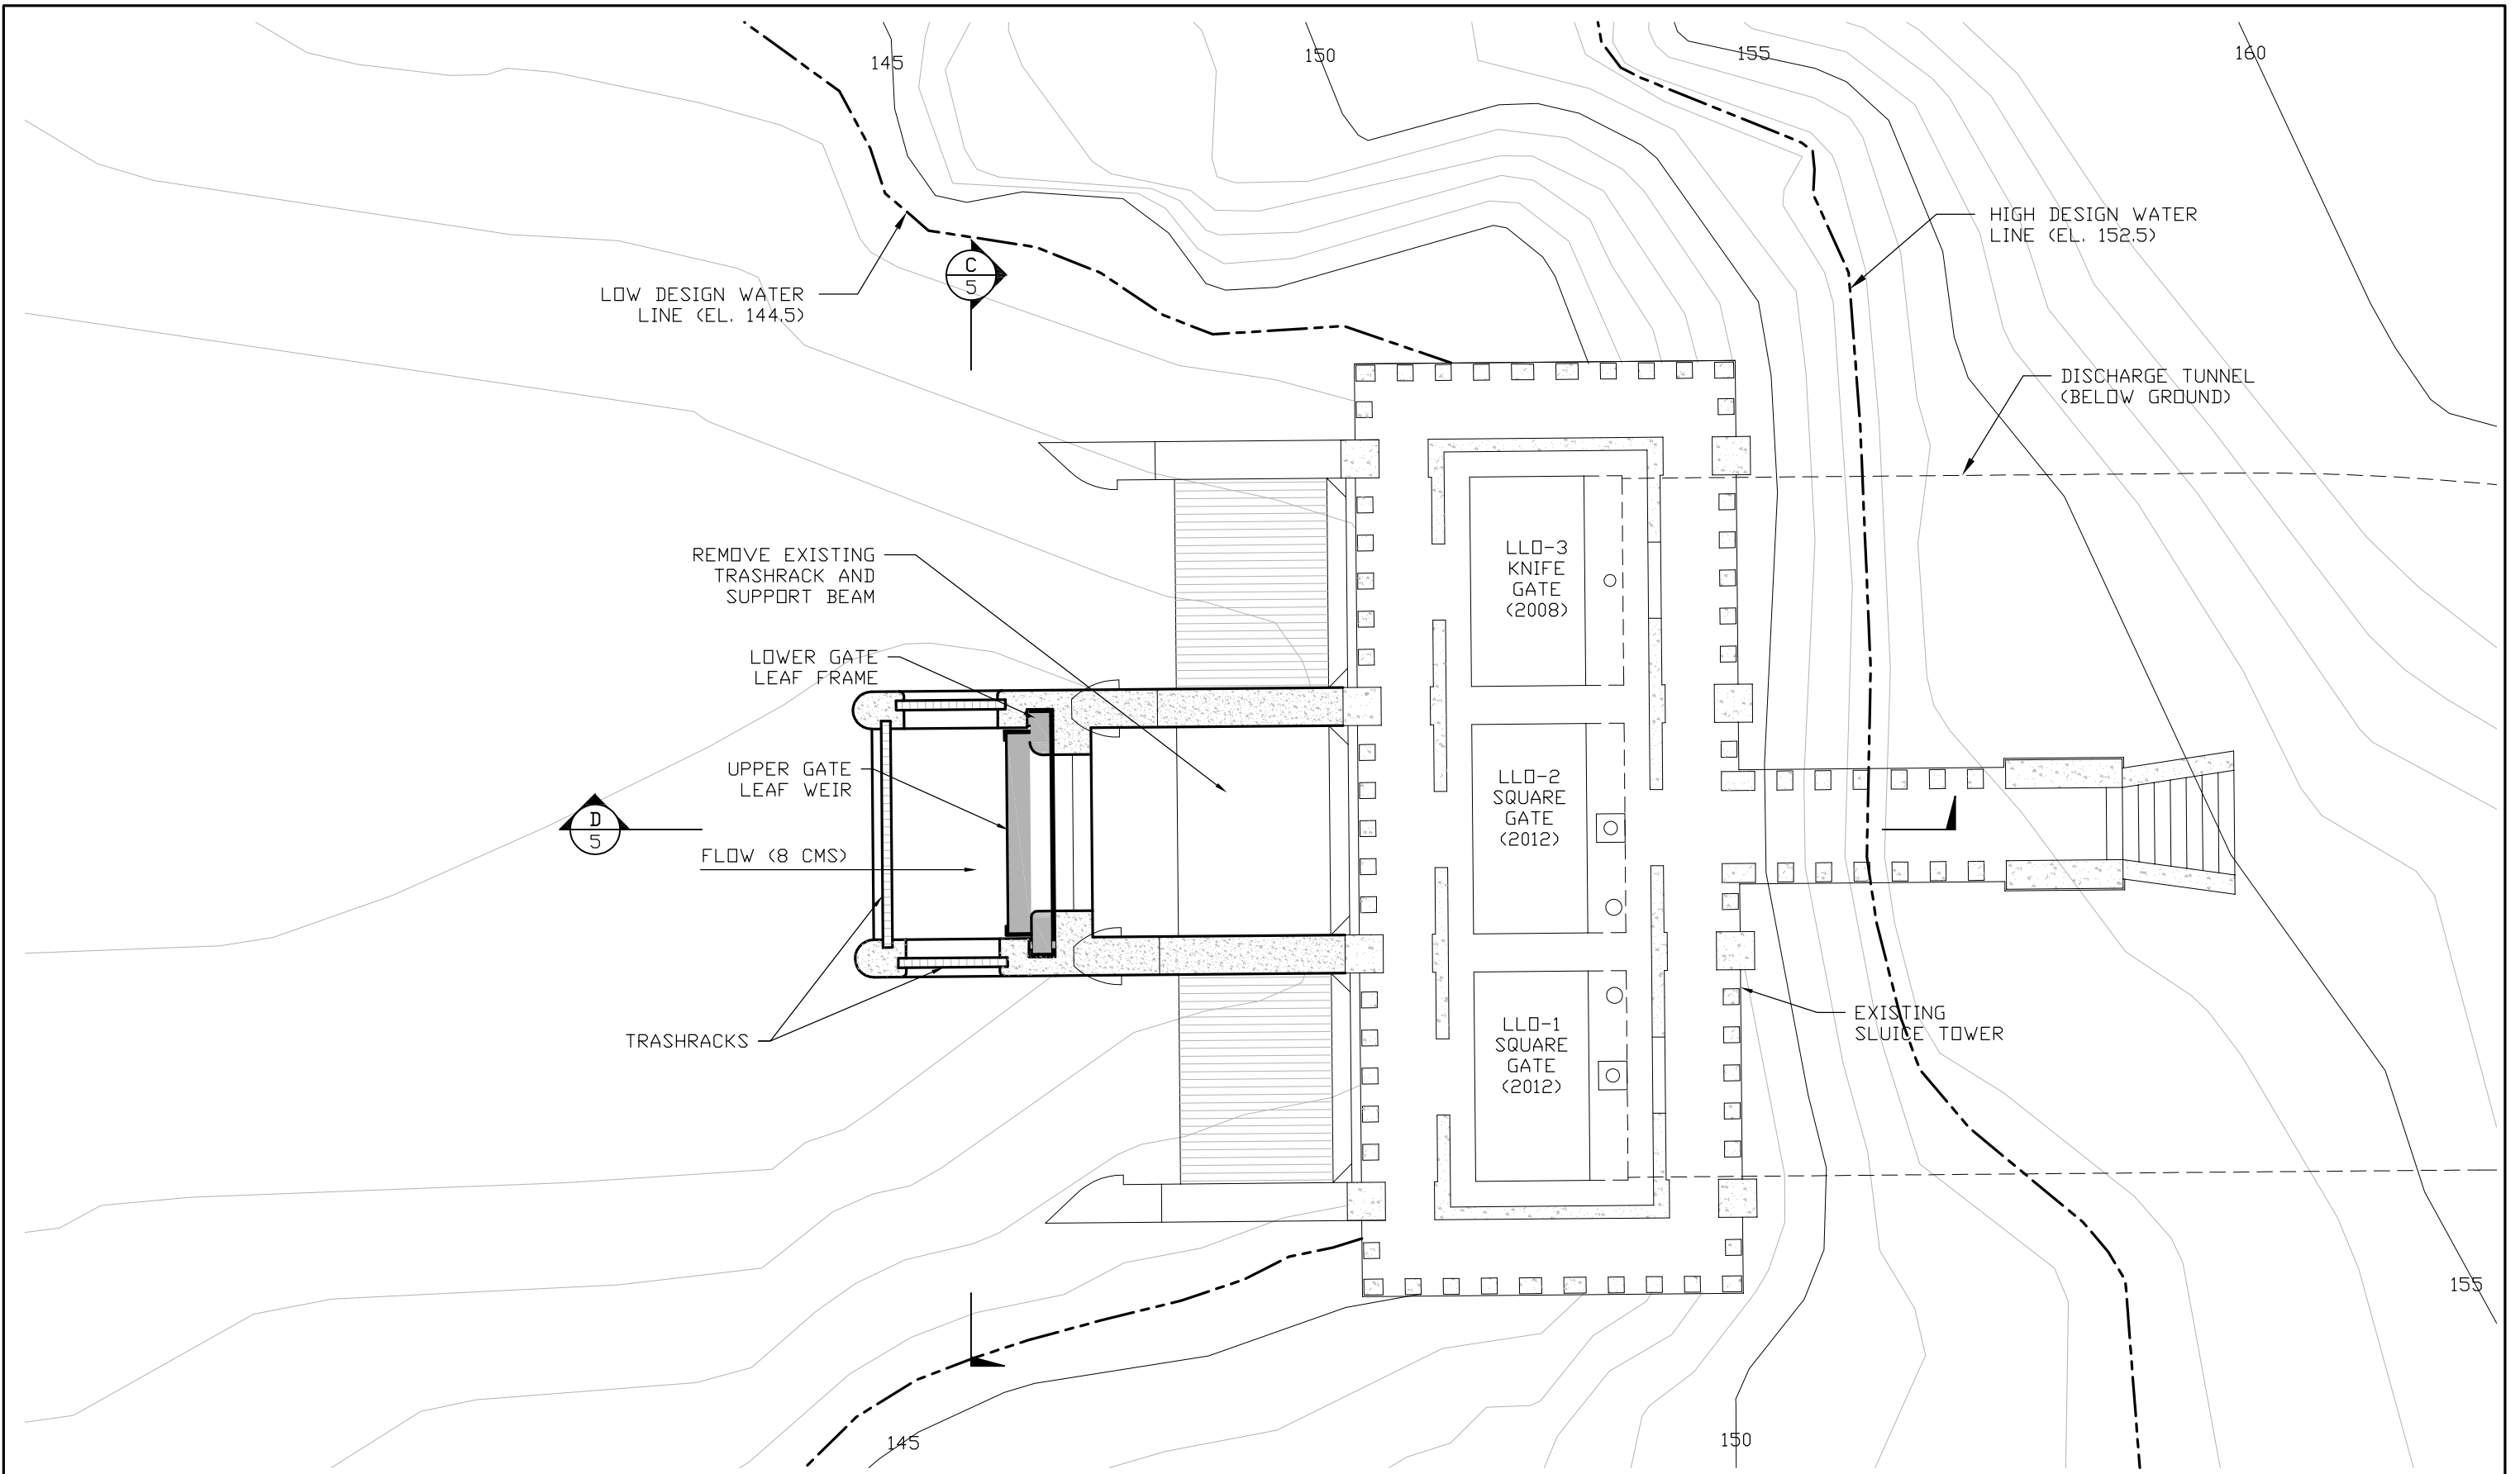 145
150
155
160
HIGH DESIGN WATER
LINE (EL. 152.5)
C
5
LOW DESIGN WATER
LINE (EL. 144.5)
DISCHARGE TUNNEL
(BELOW GROUND)
REMOVE EXISTING
TRASHRACK AND
SUPPORT BEAM
LLO-3
KNIFE
GATE
(2008)
LOWER GATE
LEAF FRAME
UPPER GATE
LEAF WEIR
LLO-2
SQUARE
GATE
(2012)
D
5
FLOW (8 CMS)
TRASHRACKS
LLO-1
SQUARE
GATE
(2012)
EXISTING
SLUICE TOWER
155
145
150